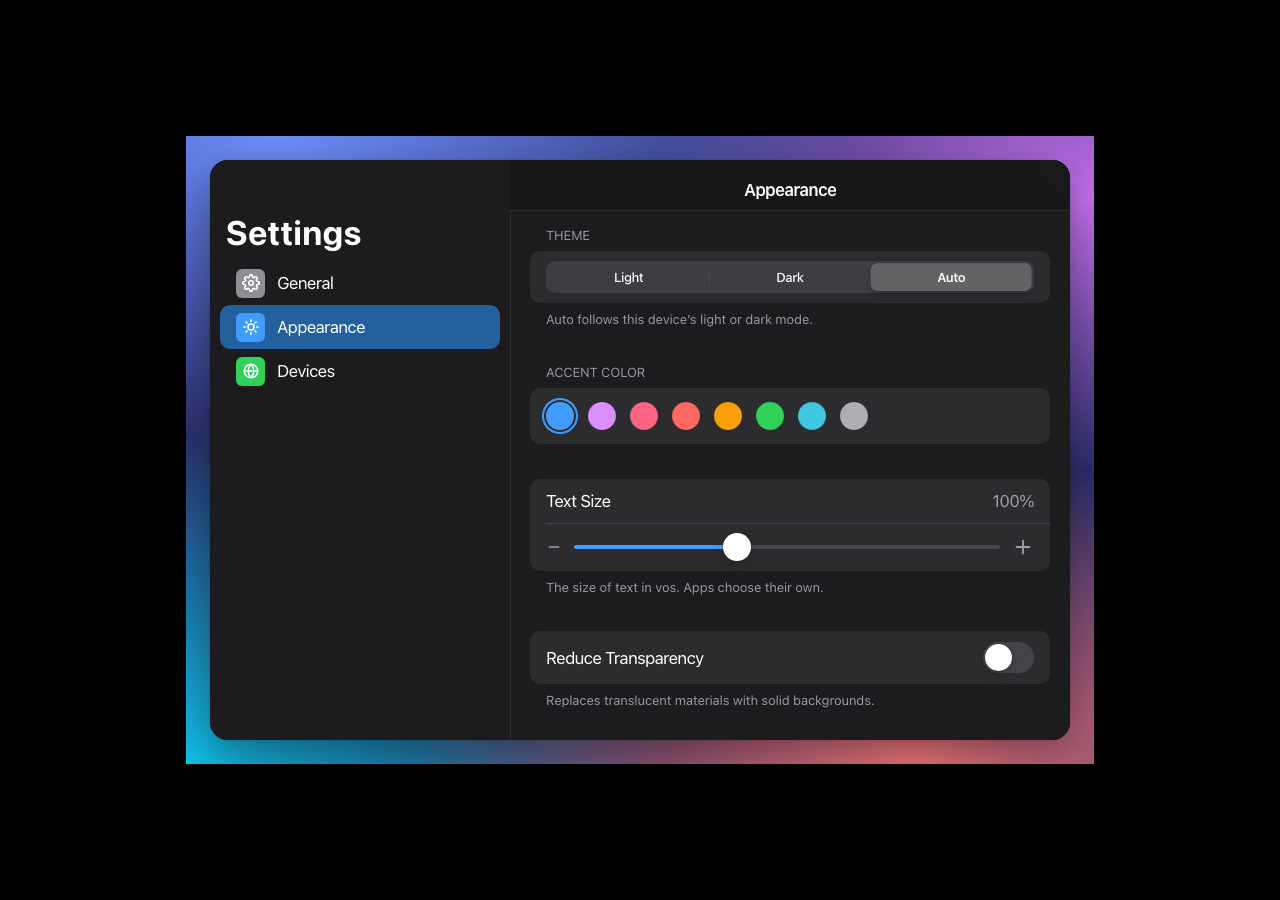 Appearance
Settings
General
Appearance
Devices
THEME
Light Dark Auto
Auto follows this device’s light or dark mode.
ACCENT COLOR
Text Size 100%
The size of text in vos. Apps choose their own.
Reduce Transparency
Replaces translucent materials with solid backgrounds.